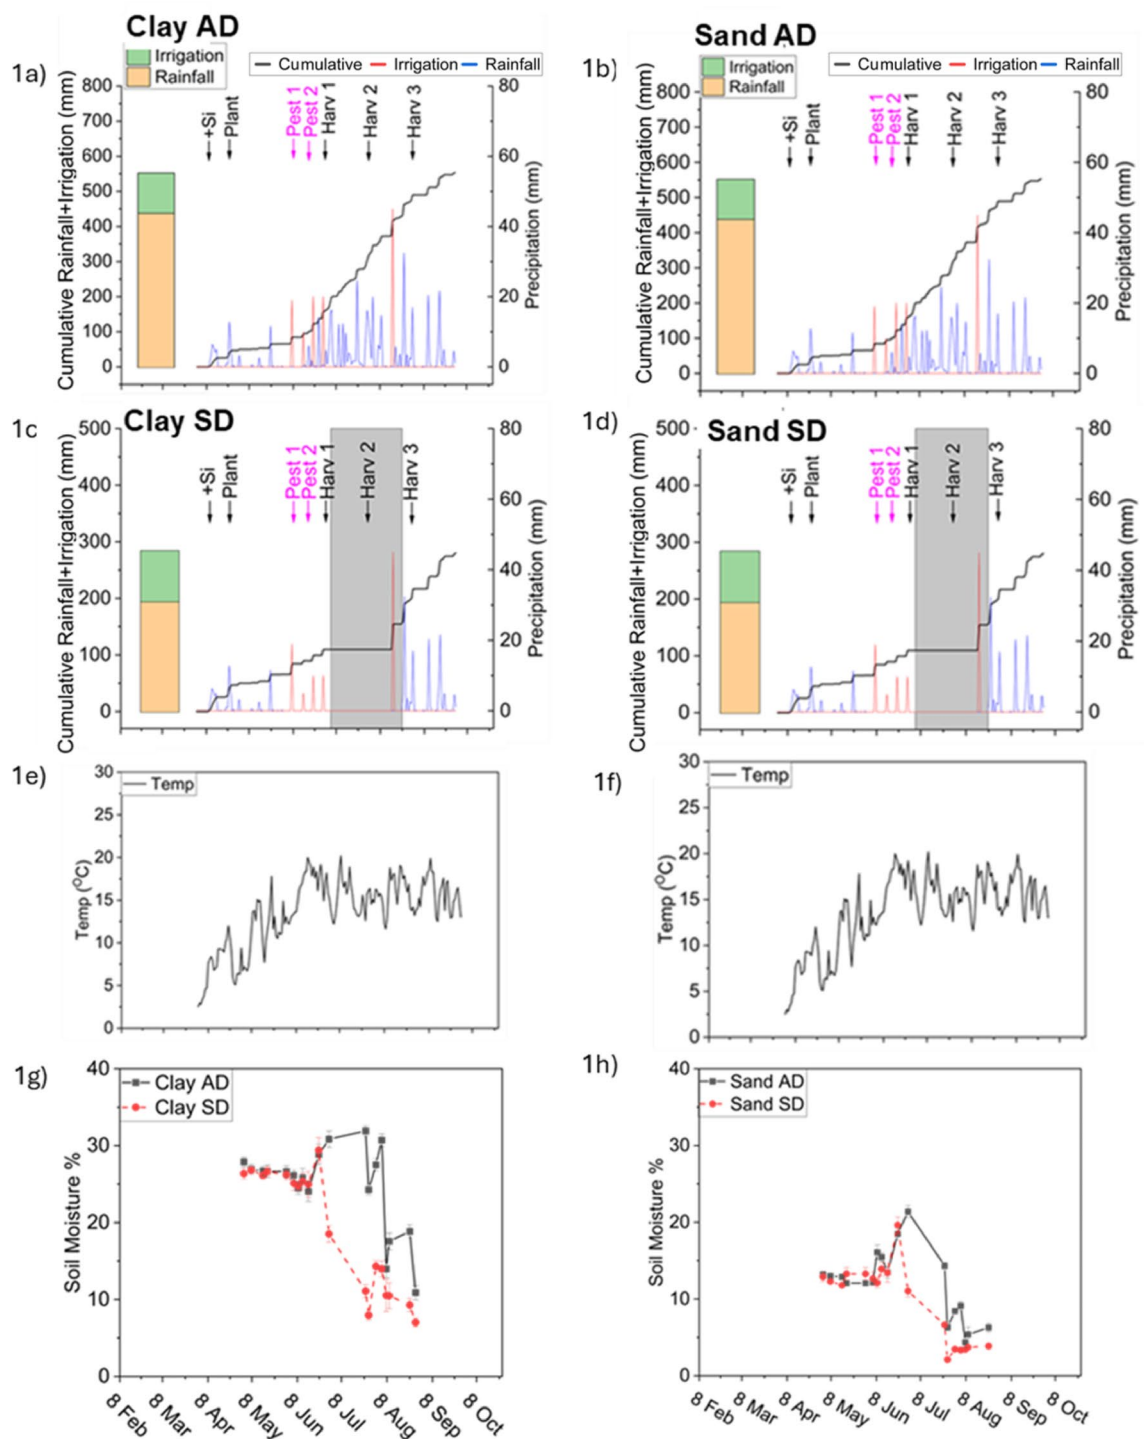 Clay AD
Irrigation
Rainfall
Cumulative Irrigation Rainfall
1a)
800
700
600
500
400
300
200
100
0
Cumulative Rainfall+Irrigation (mm)
80
60
40
20
0
Precipitation (mm)
+Si
Plant
Pest 1
Pest 2
Harv 1
Harv 2
Harv 3
Sand AD
Irrigation
Rainfall
Cumulative Irrigation Rainfall
1b)
800
700
600
500
400
300
200
100
0
Cumulative Rainfall+Irrigation (mm)
80
60
40
20
0
Precipitation (mm)
+Si
Plant
Pest 1
Pest 2
Harv 1
Harv 2
Harv 3
1c
Clay SD
500
400
300
200
100
0
Cumulative Rainfall+Irrigation (mm)
80
60
40
20
0
Precipitation (mm)
+Si
Plant
Pest 1
Pest 2
Harv 1
Harv 2
Harv 3
1d)
Sand SD
500
400
300
200
100
0
Cumulative Rainfall+Irrigation (mm)
80
60
40
20
0
Precipitation (mm)
+Si
Plant
Pest 1
Pest 2
Harv 1
Harv 2
Harv 3
1e)
Temp
30
25
20
15
10
5
0
Temp (°C)
1f)
Temp
30
25
20
15
10
5
0
Temp (°C)
1g)
Clay AD
Clay SD
40
30
20
10
0
Soil Moisture %
8 Feb
8 Mar
8 Apr
8 May
8 Jun
8 Jul
8 Aug
8 Sep
8 Oct
1h)
Sand AD
Sand SD
40
30
20
10
0
Soil Moisture %
8 Feb
8 Mar
8 Apr
8 May
8 Jun
8 Jul
8 Aug
8 Sep
8 Oct